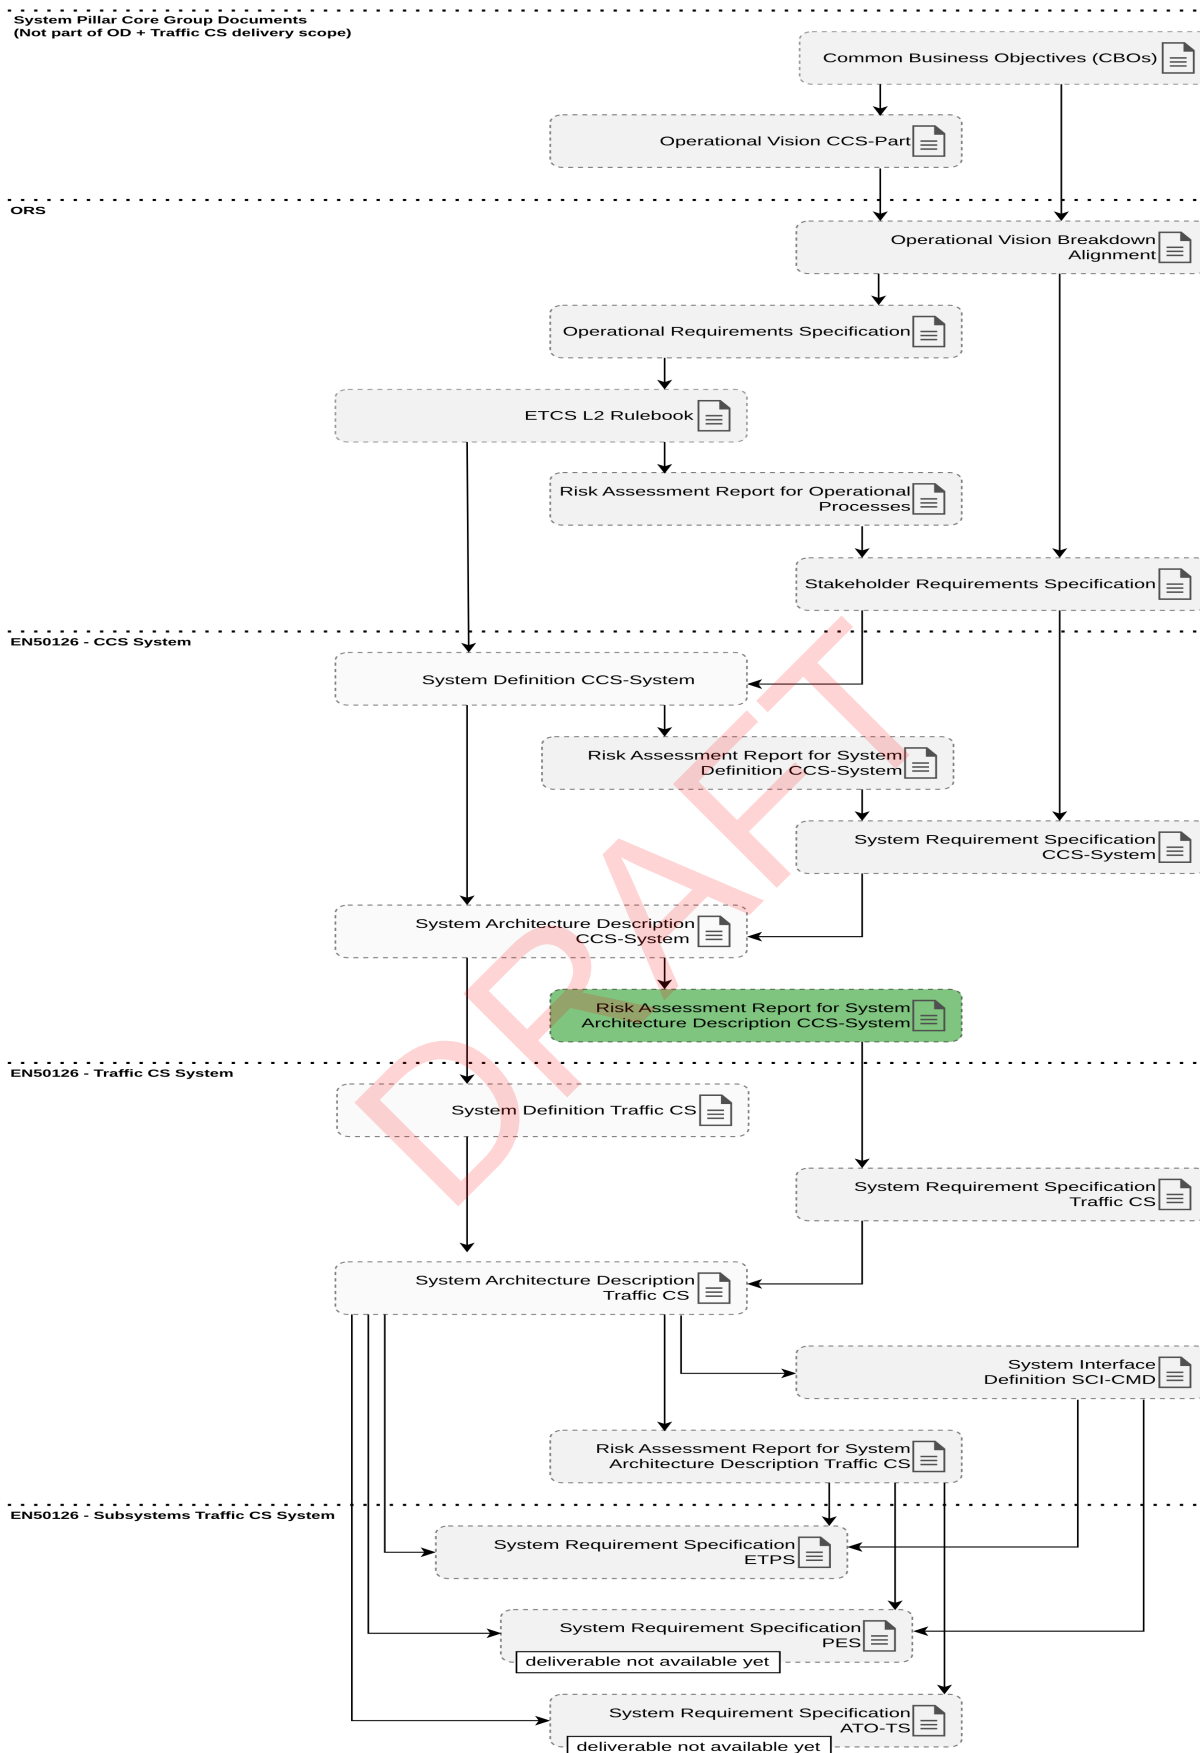 System Pillar Core Group Documents
(Not part of OD + Traffic CS delivery scope)
Common Business Objectives (CBOs)
Operational Vision CCS-Part
ORS
Operational Vision Breakdown
Alignment
Operational Requirements Specification
ETCS L2 Rulebook
Risk Assessment Report for Operational
Processes
Stakeholder Requirements Specification
EN50126 - CCS System
System Definition CCS-System
Risk Assessment Report for System
Definition CCS-System
System Requirement Specification
CCS-System
System Architecture Description
CCS-System
Risk Assessment Report for System
Architecture Description CCS-System
DRAFT
EN50126 - Traffic CS System
System Definition Traffic CS
System Requirement Specification
Traffic CS
System Architecture Description
Traffic CS
System Interface
Definition SCI-CMD
Risk Assessment Report for System
Architecture Description Traffic CS
EN50126 - Subsystems Traffic CS System
System Requirement Specification
ETPS
System Requirement Specification
PES
deliverable not available yet
System Requirement Specification
ATO-TS
deliverable not available yet